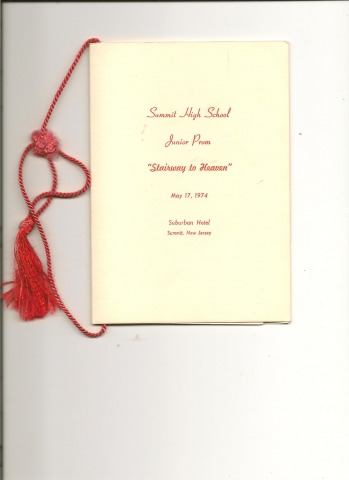 Summit High School
Junior Prom
"Stairway to Heaven"
May 17, 1974
Suburban Hotel
Summit, New Jersey